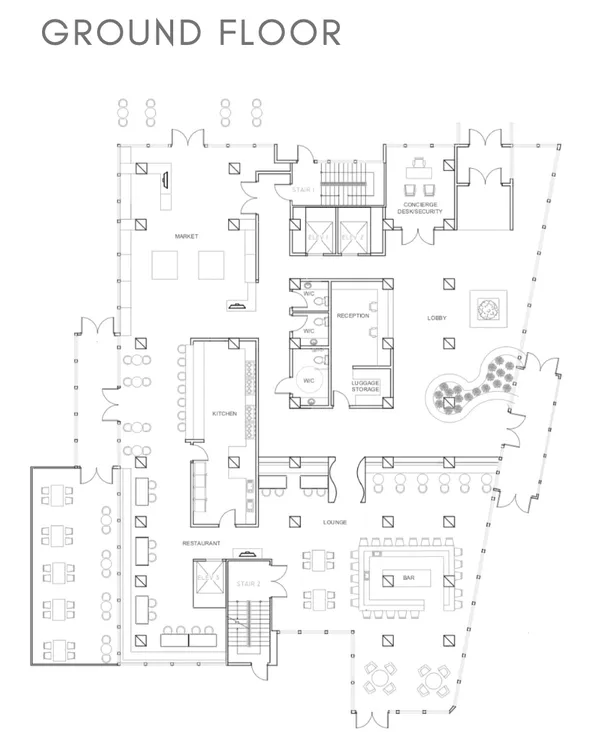 GROUND FLOOR
STAIR 1
CONCIERGE
DESK/SECURITY
ELEV 1
ELEV 2
MARKET
W/C
RECEPTION
LOBBY
W/C
W/C
LUGGAGE
STORAGE
KITCHEN
LOUNGE
RESTAURANT
ELEV 3
STAIR 2
BAR